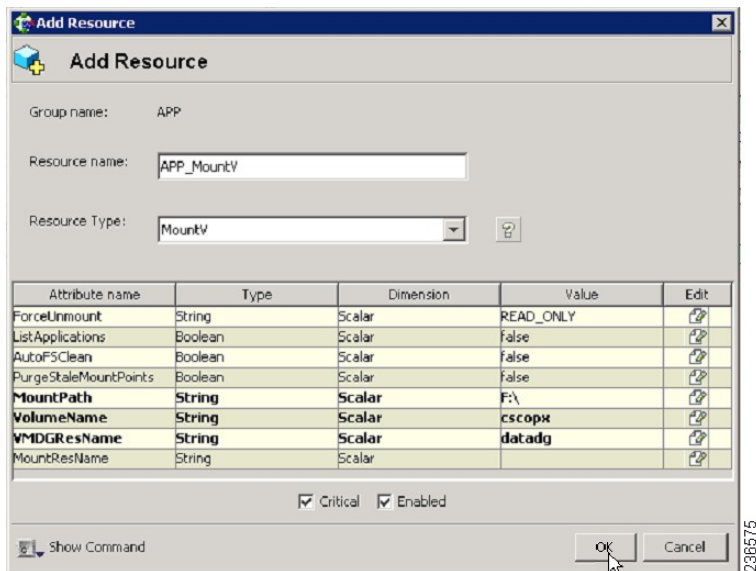 Add Resource
Add Resource
Group name: APP
Resource name: APP_MountV
Resource Type: MountV
Attribute name Type Dimension Value Edit
ForceUnmount String Scalar READ_ONLY
ListApplications Boolean Scalar false
AutoFSClean Boolean Scalar false
PurgeStaleMountPoints Boolean Scalar false
MountPath String Scalar F:\
VolumeName String Scalar cscopx
VMDGResName String Scalar datadg
MountResName String Scalar
Critical Enabled
Show Command OK Cancel
236575